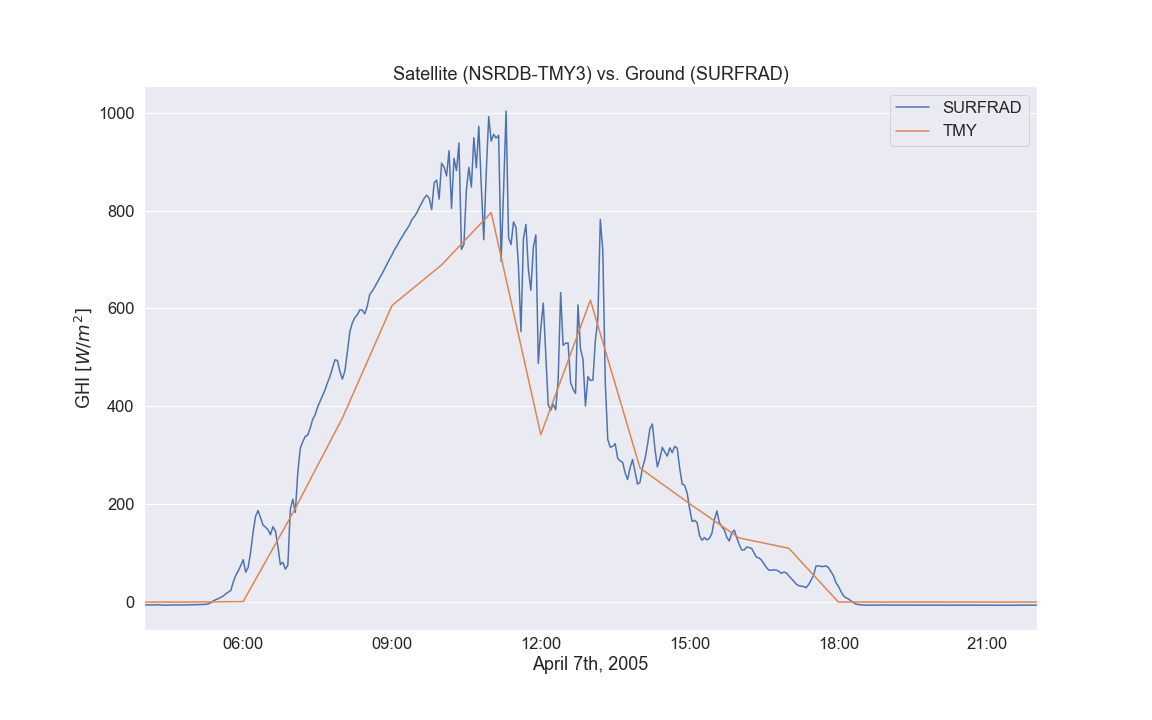 Satellite (NSRDB-TMY3) vs. Ground (SURFRAD)
SURFRAD
TMY
1000
800
600
400
200
0
GHI [W/m²]
06:00 09:00 12:00 15:00 18:00 21:00
April 7th, 2005